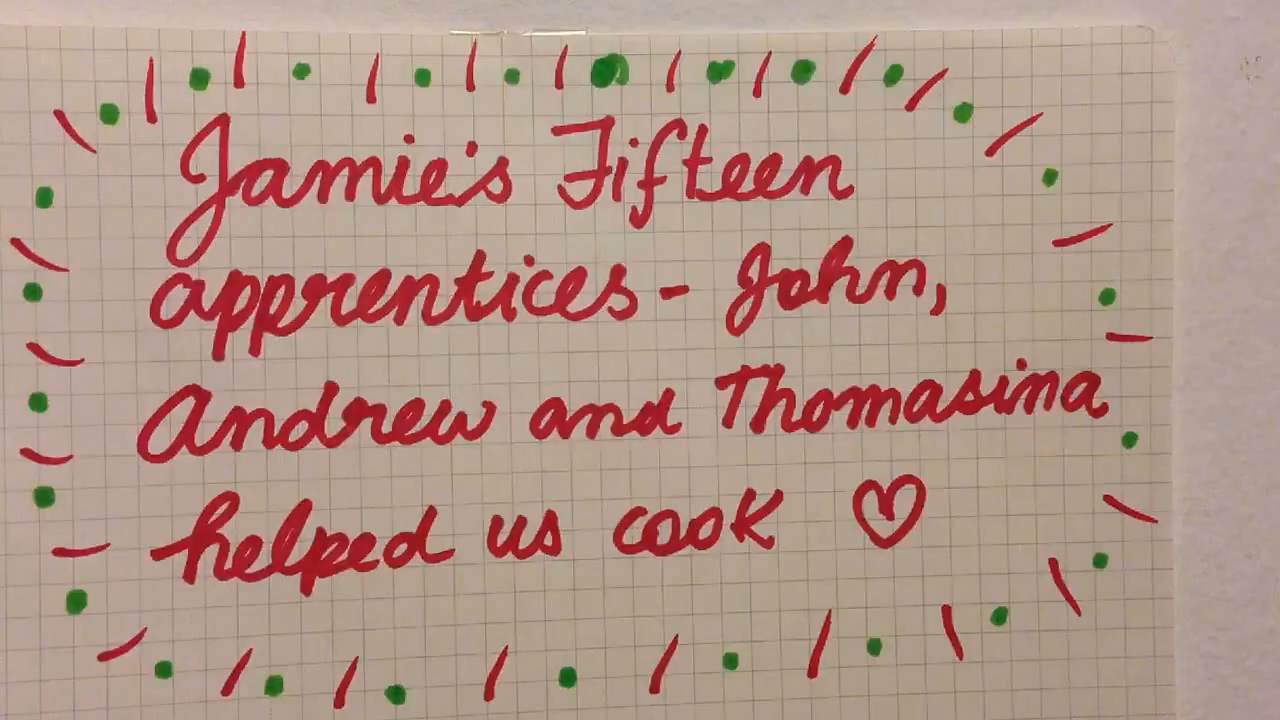 Jamie's Fifteen
apprentices - John,
Andrew and Thomasina
helped us cook ♡